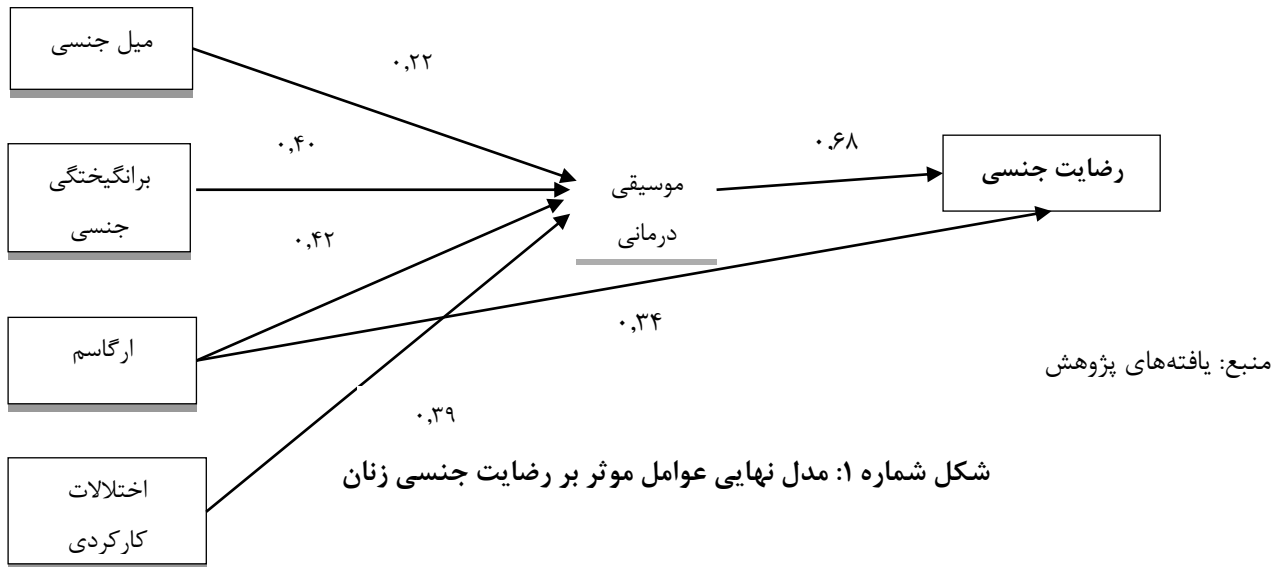 میل جنسی
۰,۲۲
برانگیختگی
جنسی
۰,۴۰
موسیقی
درمانی
۰.۶۸
رضایت جنسی
۰,۴۲
ارگاسم
۰,۳۴
منبع: یافته‌های پژوهش
۰,۳۹
اختلالات
کارکردی
شکل شماره ۱: مدل نهایی عوامل موثر بر رضایت جنسی زنان